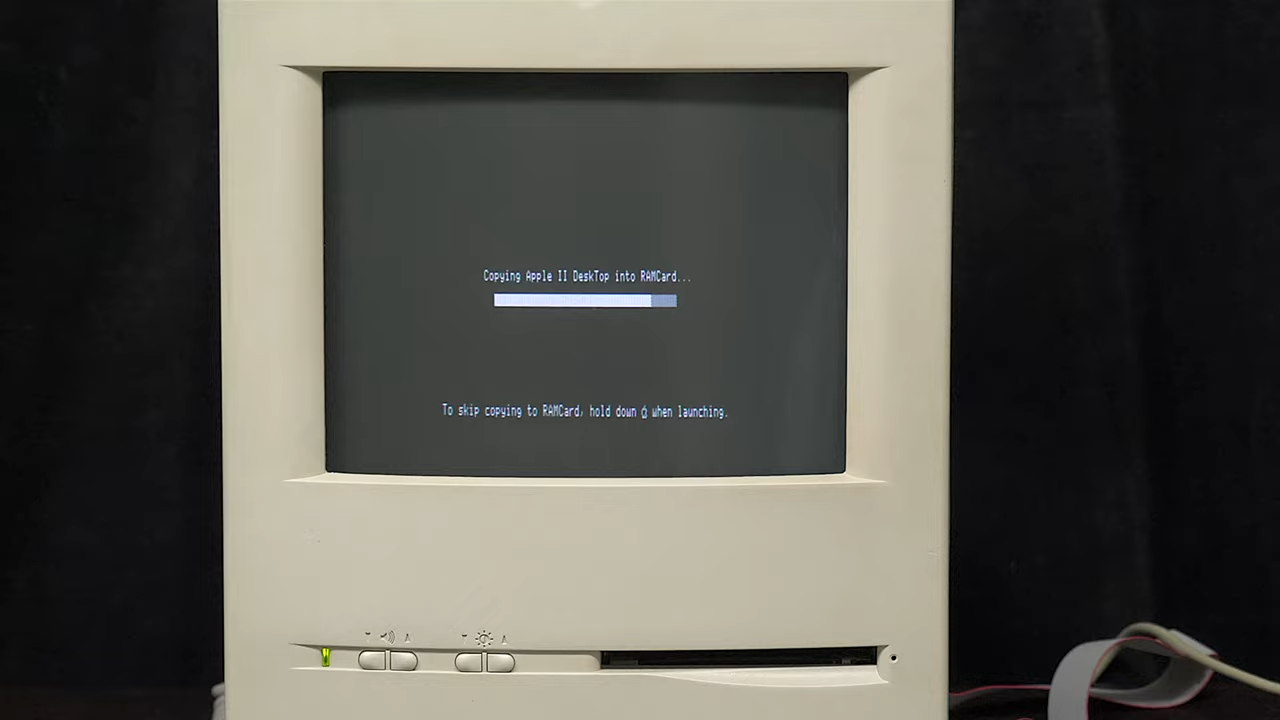 Copying Apple II DeskTop into RAMCard...
To skip copying to RAMCard, hold down when launching.